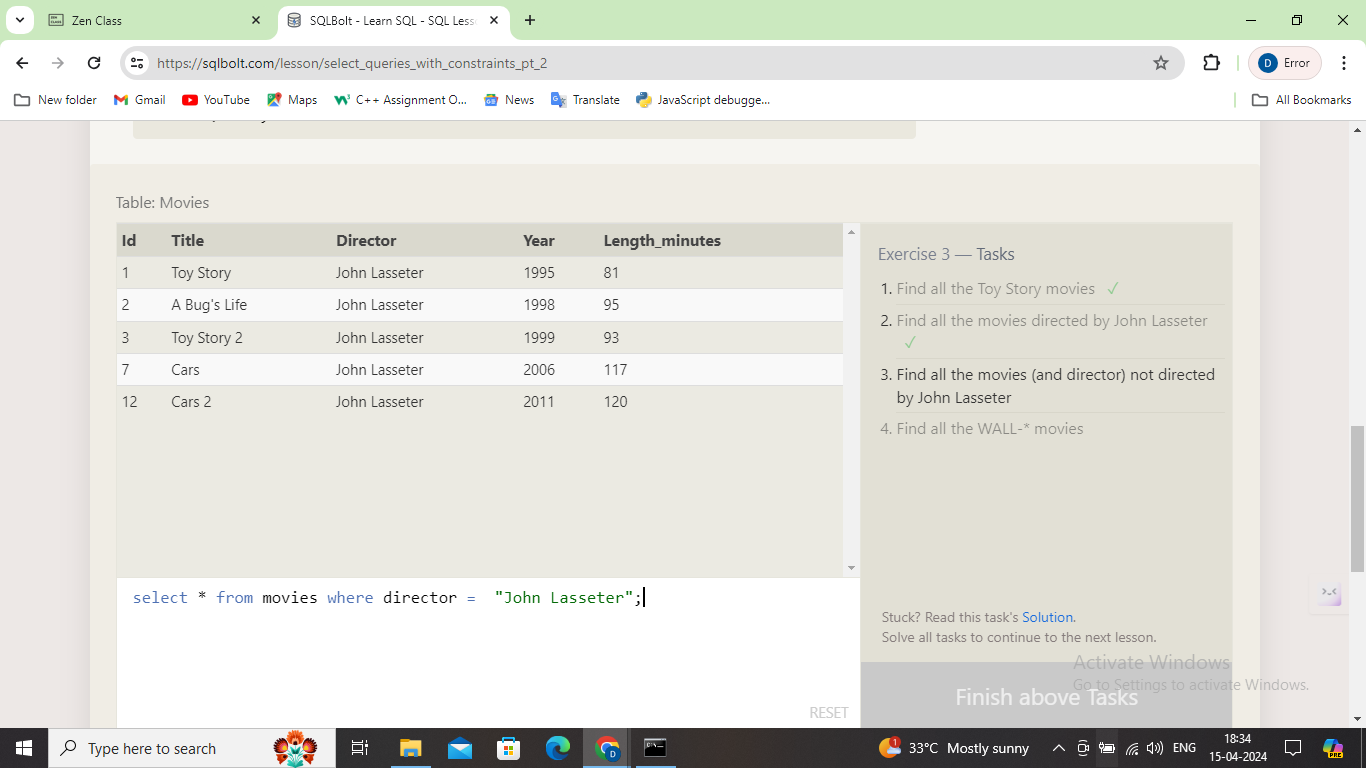 Zen Class
SQLBolt - Learn SQL - SQL Less
https://sqlbolt.com/lesson/select_queries_with_constraints_pt_2
D Error
New folder Gmail YouTube Maps C++ Assignment O... News Translate JavaScript debugge... All Bookmarks
Table: Movies
Id Title Director Year Length_minutes
1 Toy Story John Lasseter 1995 81
2 A Bug's Life John Lasseter 1998 95
3 Toy Story 2 John Lasseter 1999 93
7 Cars John Lasseter 2006 117
12 Cars 2 John Lasseter 2011 120
select * from movies where director = "John Lasseter";
RESET
Exercise 3 — Tasks
1. Find all the Toy Story movies ✓
2. Find all the movies directed by John Lasseter
✓
3. Find all the movies (and director) not directed
by John Lasseter
4. Find all the WALL-* movies
Stuck? Read this task's Solution.
Solve all tasks to continue to the next lesson.
Finish above Tasks
Activate Windows
Go to Settings to activate Windows.
Type here to search
1
33°C Mostly sunny
ENG
18:34
15-04-2024
PRE